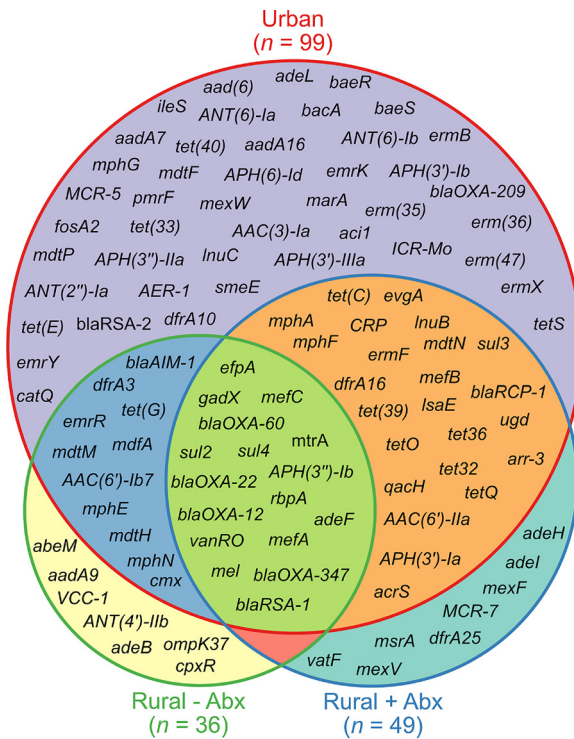 Urban
(n = 99)
aad(6) adeL baeR
ileS ANT(6)-Ia bacA baeS
aadA7 tet(40) aadA16 ANT(6)-Ib ermB
mphG mdtF APH(6)-Id emrK APH(3')-Ib
MCR-5 pmrF mexW marA blaOXA-209
fosA2 tet(33) AAC(3)-Ia aci1 erm(35) erm(36)
mdtP APH(3")-IIa lnuC APH(3')-IIIa ICR-Mo erm(47)
ANT(2")-Ia AER-1 smeE ermX
tet(E) blaRSA-2 dfrA10 tetS
emrY
catQ
tet(C) evgA
mphA CRP lnuB
mphF ermF mdtN sul3
dfrA16 mefB blaRCP-1
tet(39) lsaE ugd
tetO tet36 arr-3
qacH tet32 tetQ
AAC(6')-IIa
APH(3')-Ia
acrS
blaAIM-1
dfrA3
emrR tet(G)
mdtM mdfA
AAC(6')-Ib7
mphE
mdtH
mphN
cmx
efpA
gadX mefC
blaOXA-60
sul2 sul4 mtrA
blaOXA-22 APH(3")-Ib
rbpA
blaOXA-12 adeF
vanRO mefA
mel blaOXA-347
blaRSA-1
abeM
aadA9
VCC-1
ANT(4')-IIb
adeB ompK37
cpxR
adeH
adeI
mexF
MCR-7
msrA dfrA25
vatF mexV
Rural - Abx
(n = 36)
Rural + Abx
(n = 49)